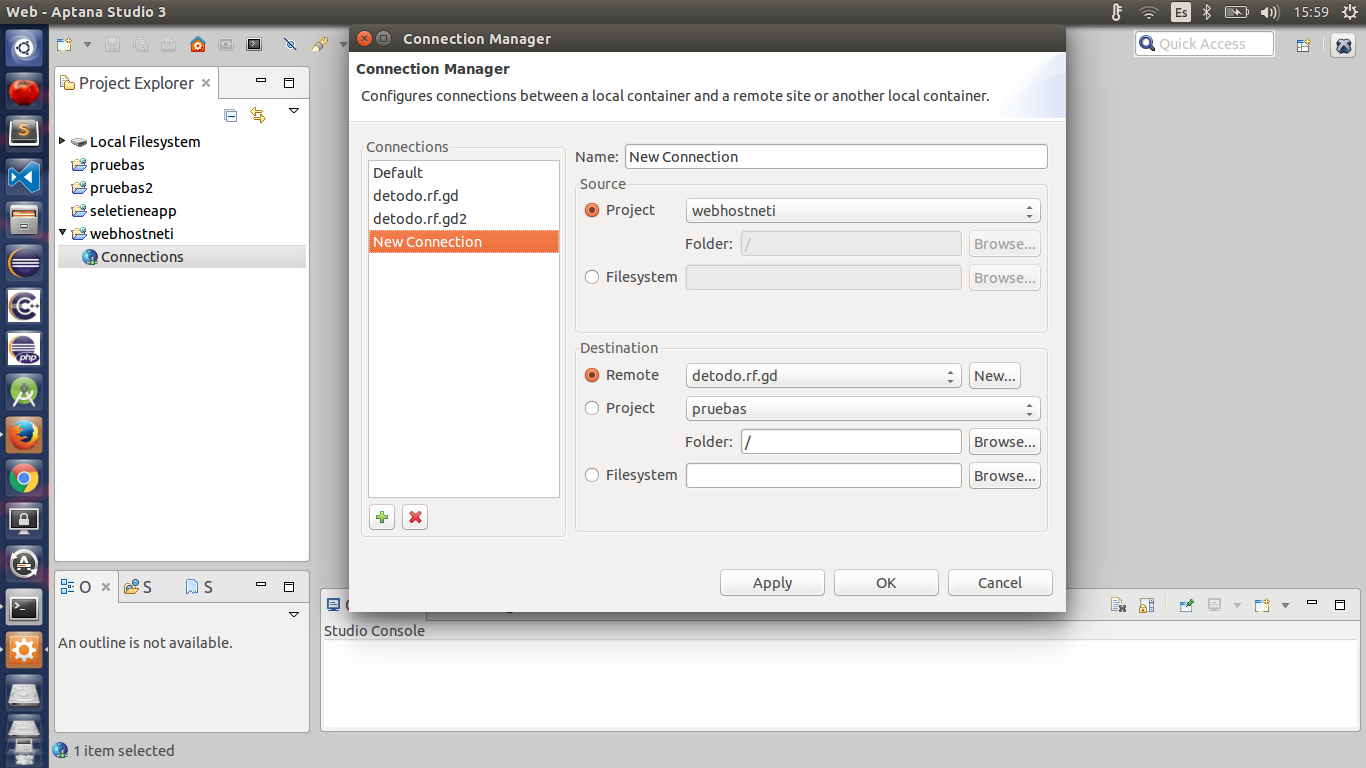 Web - Aptana Studio 3
Es
15:59
Quick Access
Project Explorer
Local Filesystem
pruebas
pruebas2
seletieneapp
webhostneti
Connections
Connection Manager
Connection Manager
Configures connections between a local container and a remote site or another local container.
Connections
Default
detodo.rf.gd
detodo.rf.gd2
New Connection
Name: New Connection
Source
Project webhostneti
Folder: / Browse...
Filesystem Browse...
Destination
Remote detodo.rf.gd New...
Project pruebas
Folder: / Browse...
Filesystem Browse...
Apply OK Cancel
O S S
An outline is not available.
Studio Console
php
1 item selected